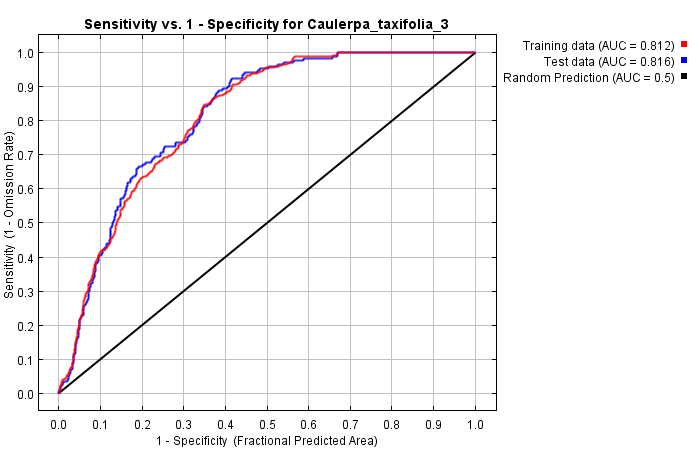 Sensitivity vs. 1 - Specificity for Caulerpa_taxifolia_3
Training data (AUC = 0.812)
Test data (AUC = 0.816)
Random Prediction (AUC = 0.5)
Sensitivity (1 - Omission Rate)
1.0
0.9
0.8
0.7
0.6
0.5
0.4
0.3
0.2
0.1
0.0
0.0 0.1 0.2 0.3 0.4 0.5 0.6 0.7 0.8 0.9 1.0
1 - Specificity (Fractional Predicted Area)